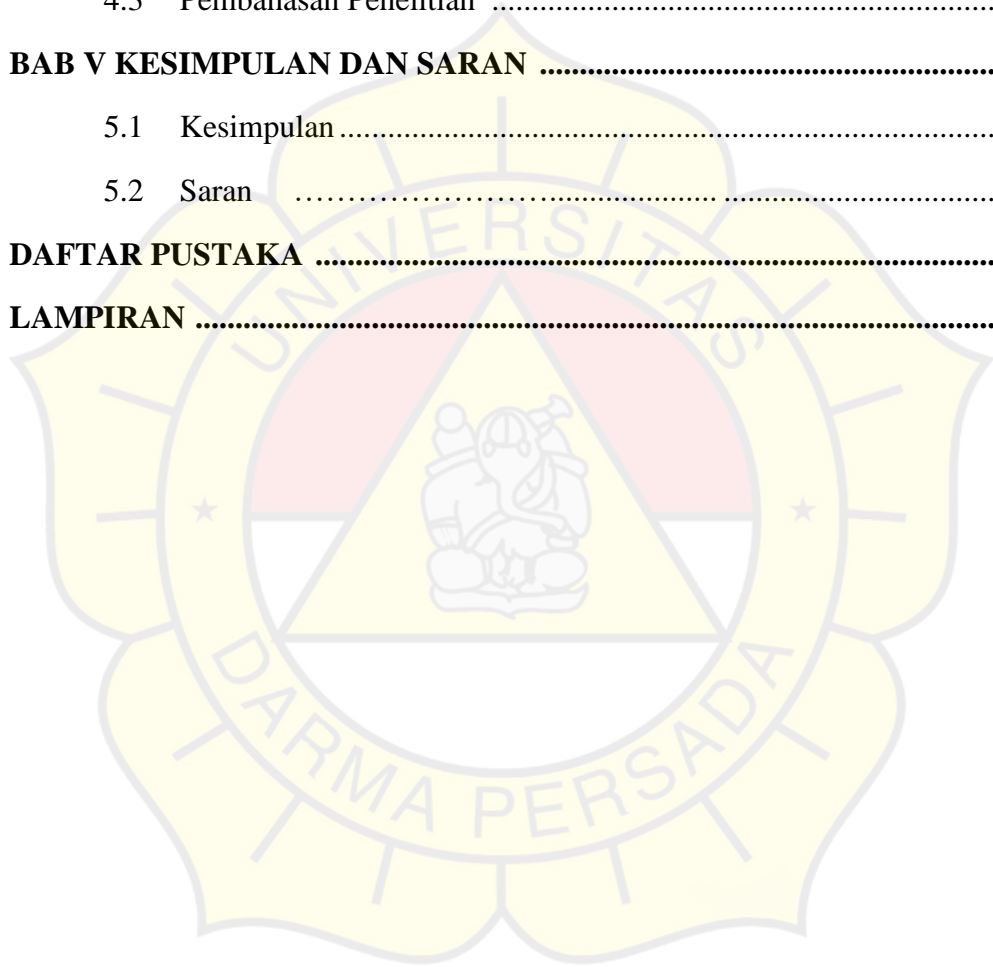 4.3 Pembahasan Penelitian ................................................................
BAB V KESIMPULAN DAN SARAN ................................................................
5.1 Kesimpulan ................................................................
5.2 Saran ................................................................
DAFTAR PUSTAKA ................................................................
LAMPIRAN ................................................................
UNIVERSITAS
DARMA PERSADA